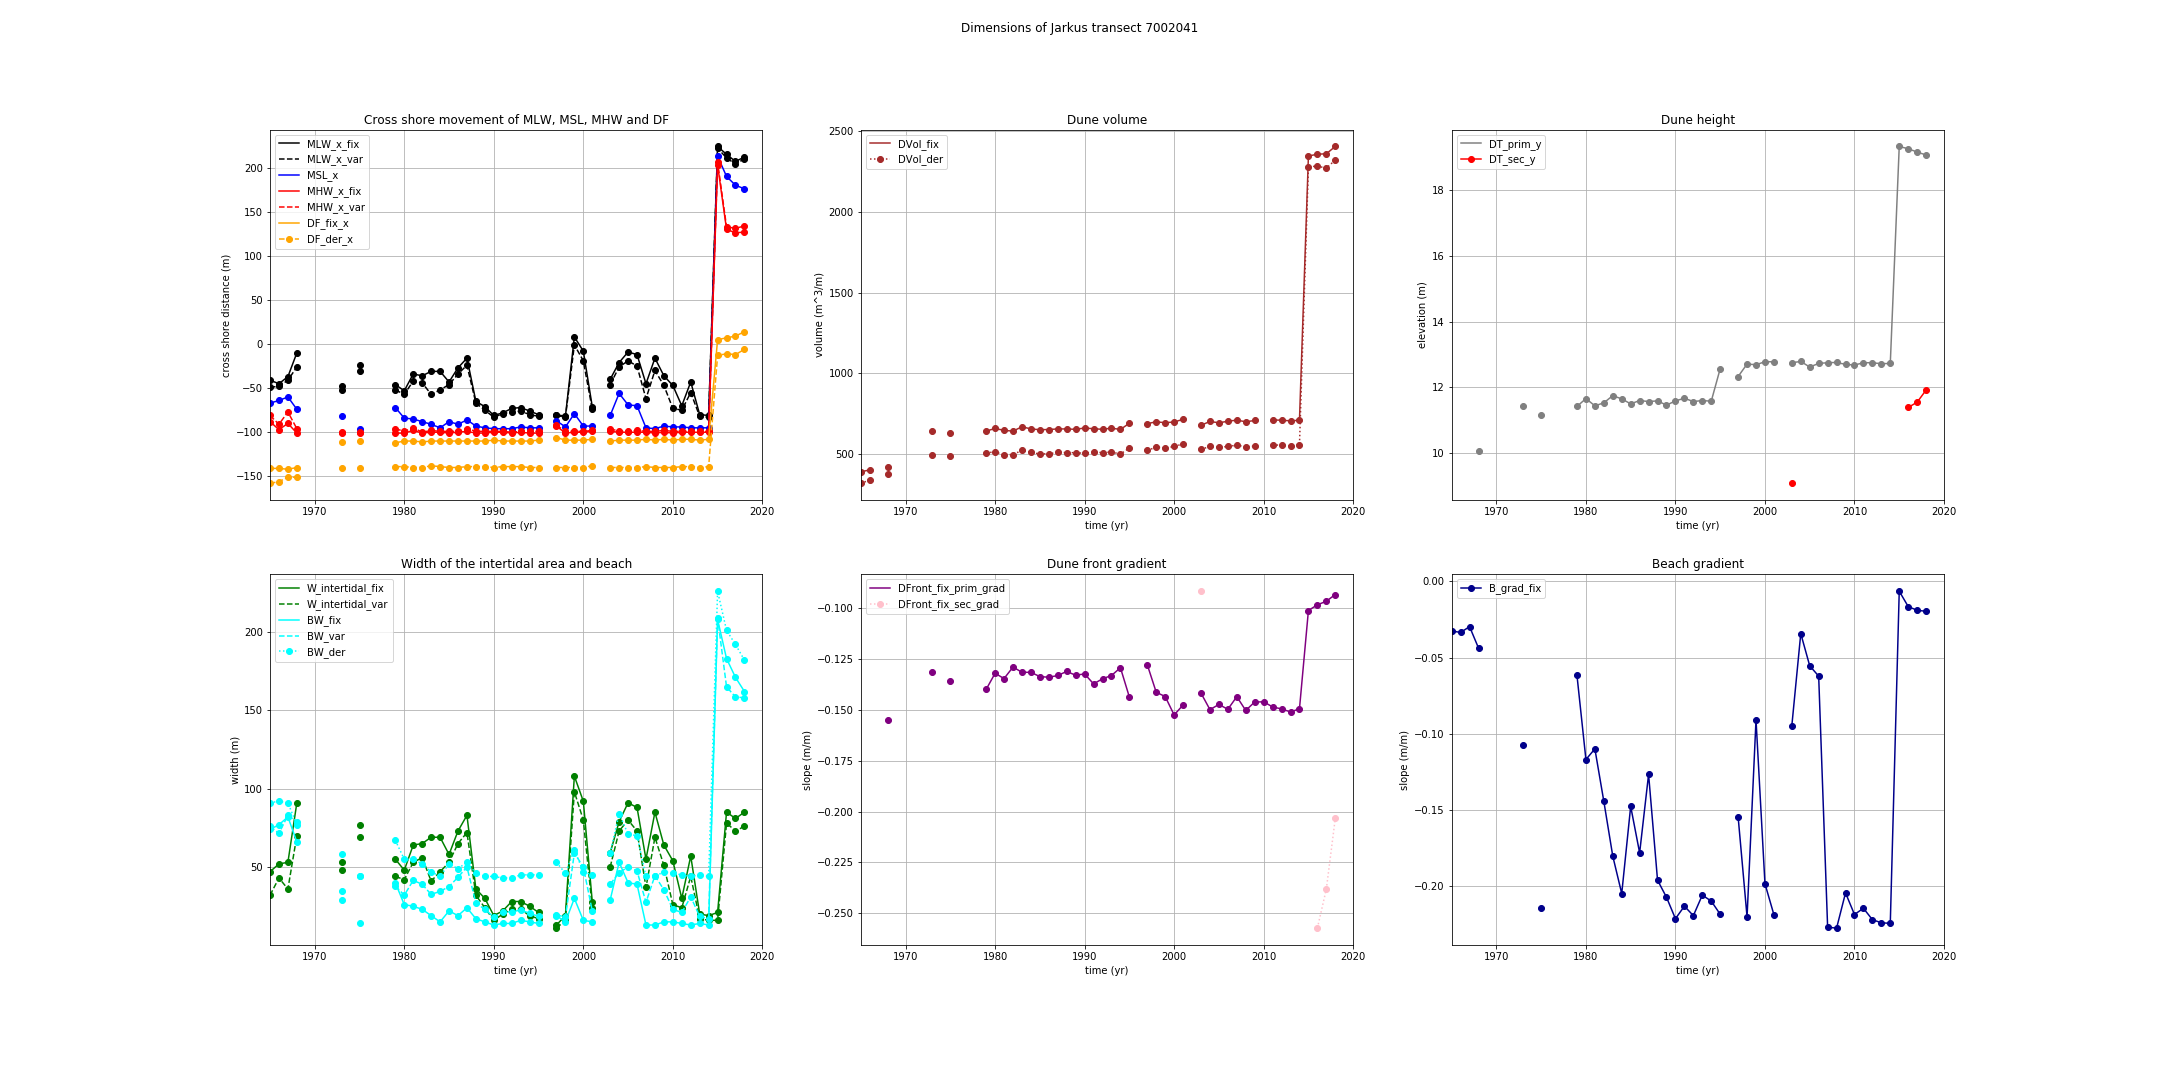 Dimensions of Jarkus transect 7002041
Cross shore movement of MLW, MSL, MHW and DF
MLW_x_fix
MLW_x_var
MSL_x
MHW_x_fix
MHW_x_var
DF_fix_x
DF_der_x
cross shore distance (m)
200
150
100
50
0
−50
−100
−150
1970
1980
1990
2000
2010
2020
time (yr)
Dune volume
DVol_fix
DVol_der
volume (m^3/m)
2500
2000
1500
1000
500
1970
1980
1990
2000
2010
2020
time (yr)
Dune height
DT_prim_y
DT_sec_y
elevation (m)
18
16
14
12
10
1970
1980
1990
2000
2010
2020
time (yr)
Width of the intertidal area and beach
W_intertidal_fix
W_intertidal_var
BW_fix
BW_var
BW_der
width (m)
200
150
100
50
1970
1980
1990
2000
2010
2020
time (yr)
Dune front gradient
DFront_fix_prim_grad
DFront_fix_sec_grad
slope (m/m)
−0.100
−0.125
−0.150
−0.175
−0.200
−0.225
−0.250
1970
1980
1990
2000
2010
2020
time (yr)
Beach gradient
B_grad_fix
slope (m/m)
0.00
−0.05
−0.10
−0.15
−0.20
1970
1980
1990
2000
2010
2020
time (yr)